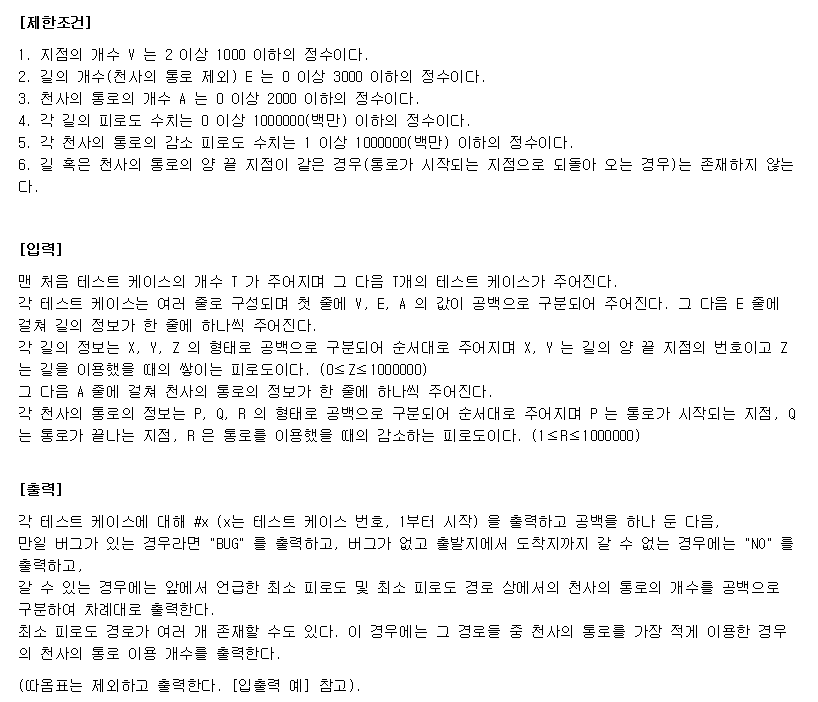 [제한조건]
1. 지점의 개수 V 는 2 이상 1000 이하의 정수이다.
2. 길의 개수(천사의 통로 제외) E 는 0 이상 3000 이하의 정수이다.
3. 천사의 통로의 개수 A 는 0 이상 2000 이하의 정수이다.
4. 각 길의 피로도 수치는 0 이상 1000000(백만) 이하의 정수이다.
5. 각 천사의 통로의 감소 피로도 수치는 1 이상 1000000(백만) 이하의 정수이다.
6. 길 혹은 천사의 통로의 양 끝 지점이 같은 경우(통로가 시작되는 지점으로 되돌아 오는 경우)는 존재하지 않는
다.
[입력]
맨 처음 테스트 케이스의 개수 T 가 주어지며 그 다음 T개의 테스트 케이스가 주어진다.
각 테스트 케이스는 여러 줄로 구성되며 첫 줄에 V, E, A 의 값이 공백으로 구분되어 주어진다. 그 다음 E 줄에
걸쳐 길의 정보가 한 줄에 하나씩 주어진다.
각 길의 정보는 X, Y, Z 의 형태로 공백으로 구분되어 순서대로 주어지며 X, Y 는 길의 양 끝 지점의 번호이고 Z
는 길을 이용했을 때의 쌓이는 피로도이다. (0≤Z≤1000000)
그 다음 A 줄에 걸쳐 천사의 통로의 정보가 한 줄에 하나씩 주어진다.
각 천사의 통로의 정보는 P, Q, R 의 형태로 공백으로 구분되어 순서대로 주어지며 P 는 통로가 시작되는 지점, Q
는 통로가 끝나는 지점, R 은 통로를 이용했을 때의 감소하는 피로도이다. (1≤R≤1000000)
[출력]
각 테스트 케이스에 대해 #x (x는 테스트 케이스 번호, 1부터 시작) 을 출력하고 공백을 하나 둔 다음,
만일 버그가 있는 경우라면 "BUG" 를 출력하고, 버그가 없고 출발지에서 도착지까지 갈 수 없는 경우에는 "NO" 를
출력하고,
갈 수 있는 경우에는 앞에서 언급한 최소 피로도 및 최소 피로도 경로 상에서의 천사의 통로의 개수를 공백으로
구분하여 차례대로 출력한다.
최소 피로도 경로가 여러 개 존재할 수도 있다. 이 경우에는 그 경로들 중 천사의 통로를 가장 적게 이용한 경우
의 천사의 통로 이용 개수를 출력한다.
(따옴표는 제외하고 출력한다. [입출력 예] 참고).